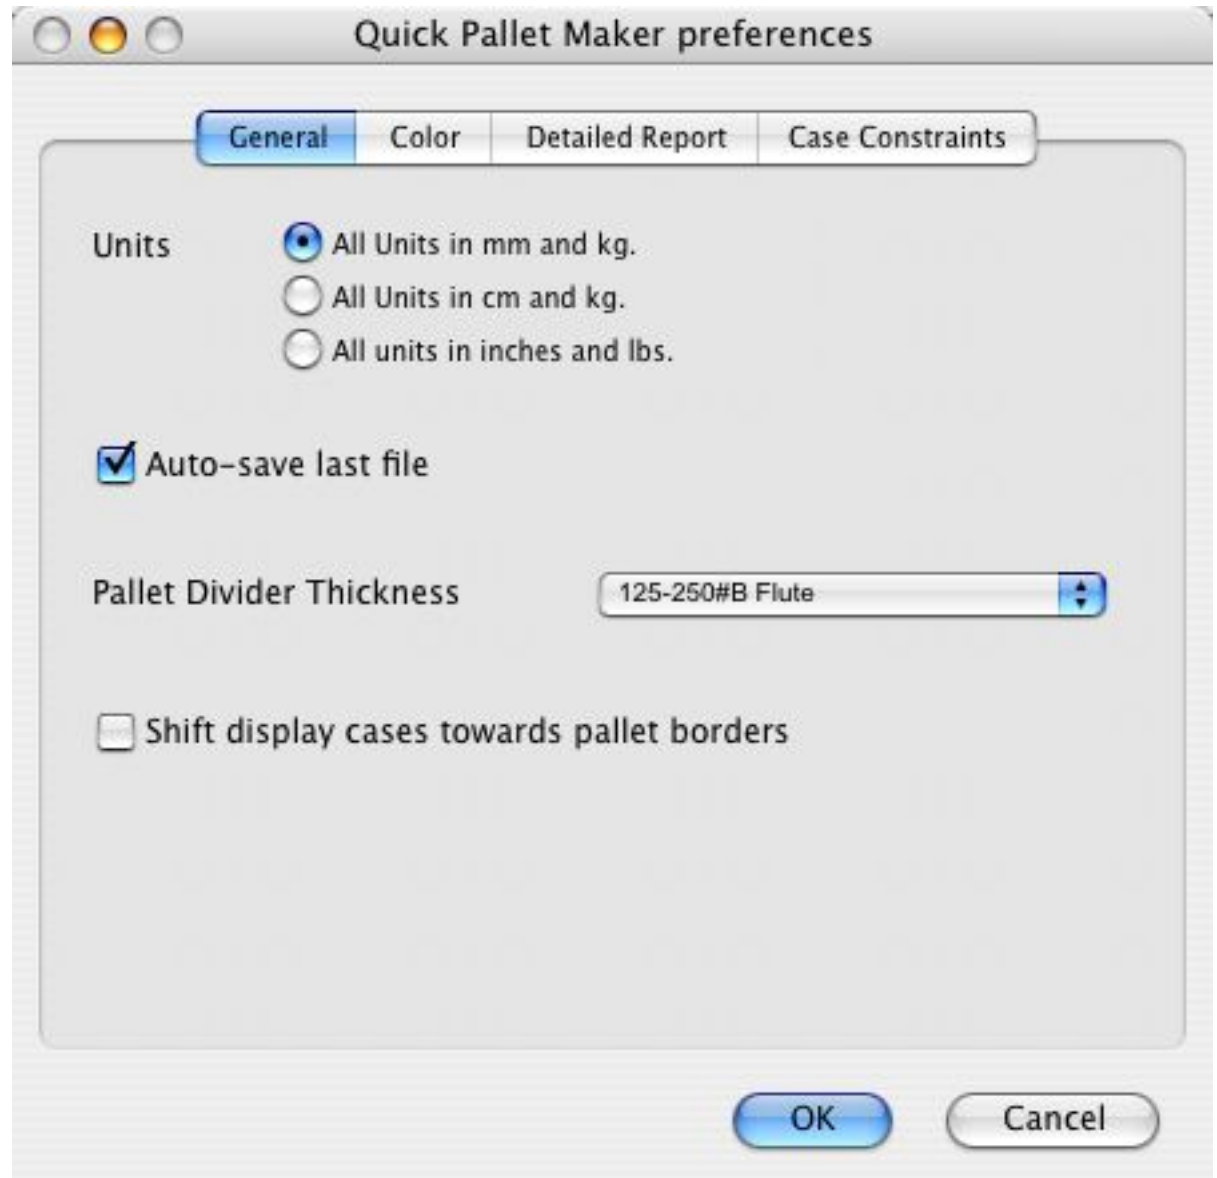 Quick Pallet Maker preferences
General Color Detailed Report Case Constraints
Units All Units in mm and kg.
All Units in cm and kg.
All units in inches and lbs.
Auto-save last file
Pallet Divider Thickness 125-250#B Flute
Shift display cases towards pallet borders
OK Cancel